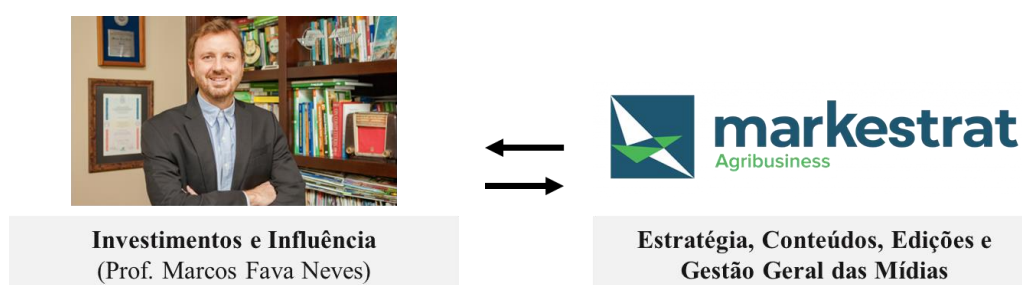 markestrat
Agribusiness
Investimentos e Influência
(Prof. Marcos Fava Neves)
Estratégia, Conteúdos, Edições e
Gestão Geral das Mídias